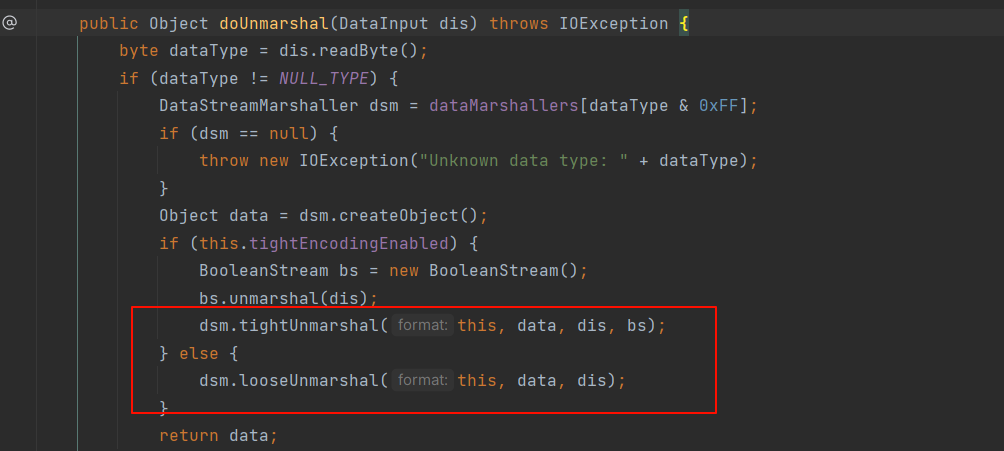 @ public Object doUnmarshal(DataInput dis) throws IOException {
byte dataType = dis.readByte();
if (dataType != NULL_TYPE) {
DataStreamMarshaller dsm = dataMarshallers[dataType & 0xFF];
if (dsm == null) {
throw new IOException("Unknown data type: " + dataType);
}
Object data = dsm.createObject();
if (this.tightEncodingEnabled) {
BooleanStream bs = new BooleanStream();
bs.unmarshal(dis);
dsm.tightUnmarshal( format: this, data, dis, bs);
} else {
dsm.looseUnmarshal( format: this, data, dis);
}
return data;